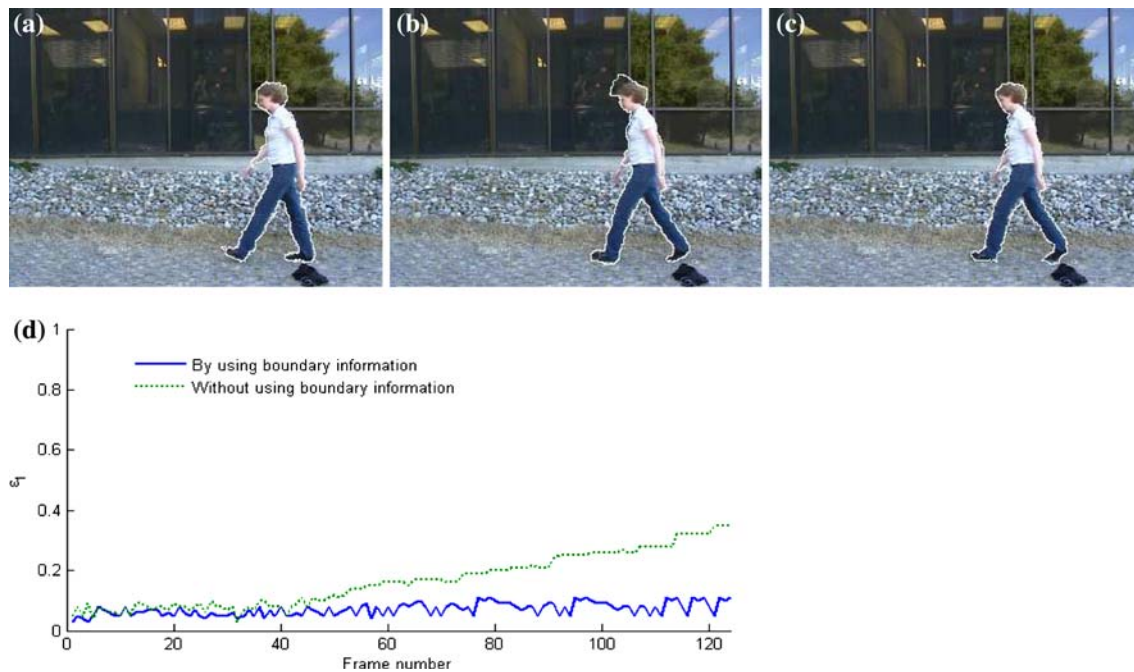 (a) (b) (c)
(d)
1
By using boundary information
0.8
Without using boundary information
0.6
ε₁
0.4
0.2
0
0 20 40 60 80 100 120
Frame number